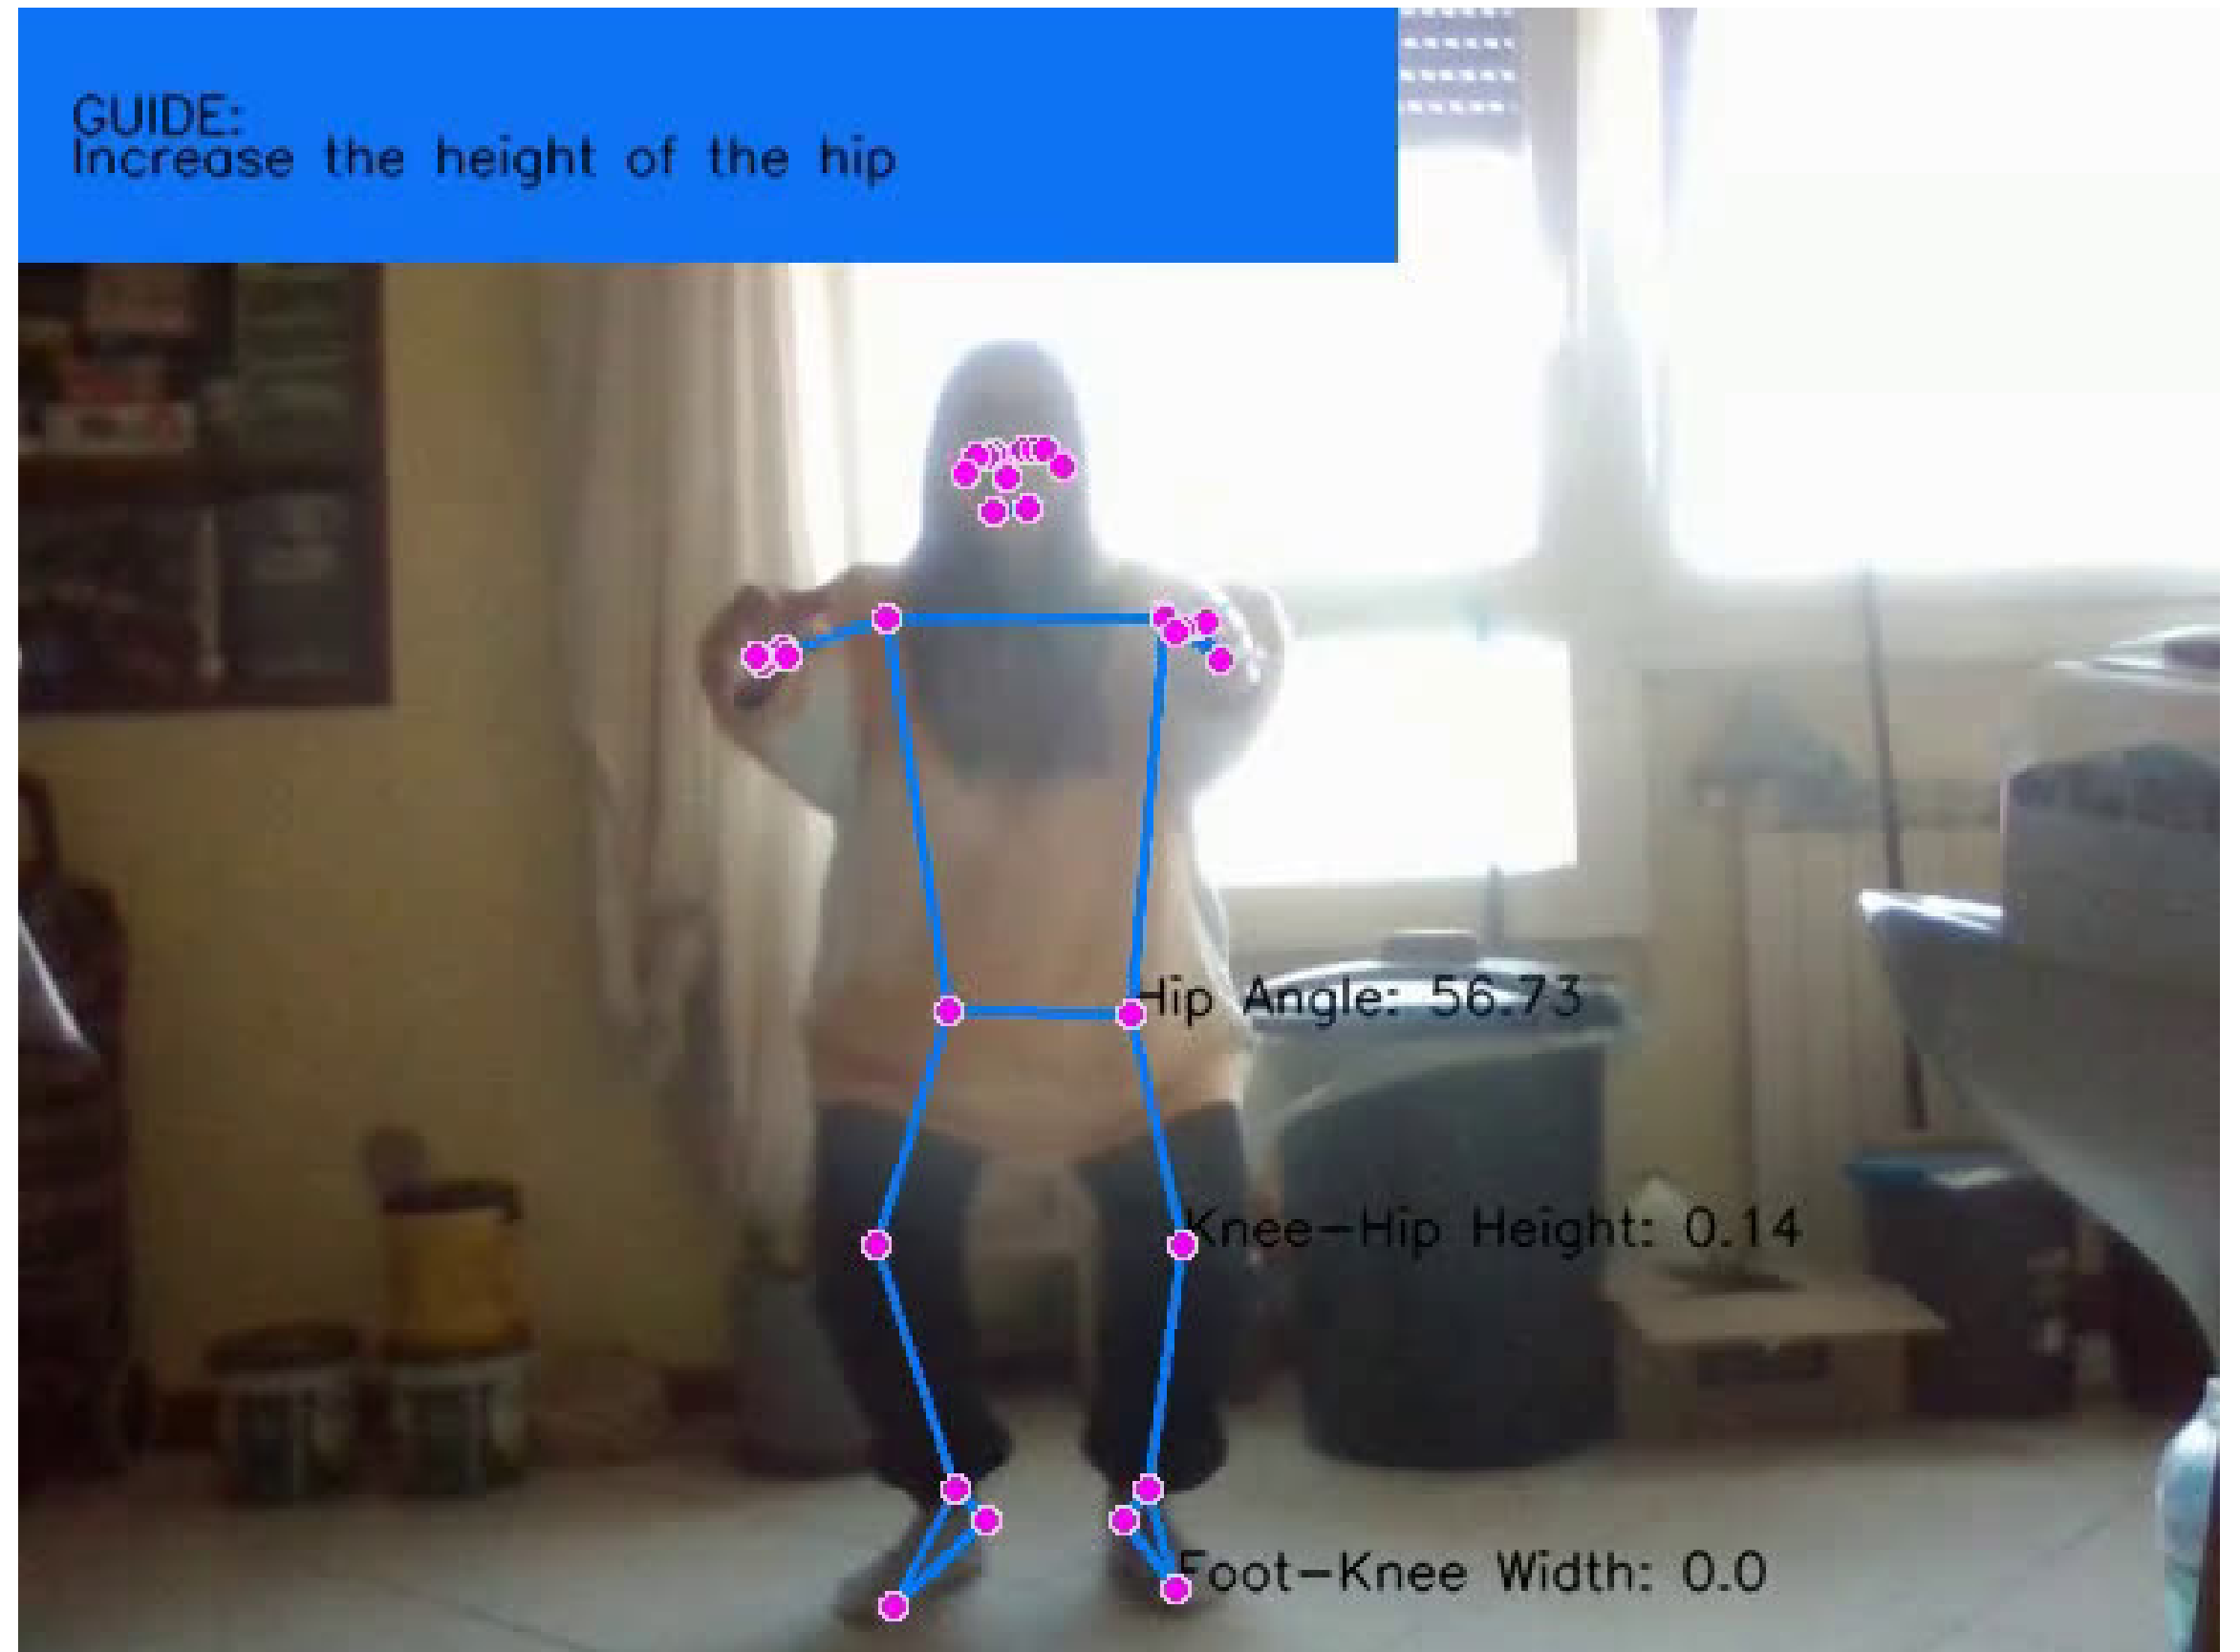 GUIDE:
Increase the height of the hip
Hip Angle: 56.73
Knee-Hip Height: 0.14
Foot-Knee Width: 0.0